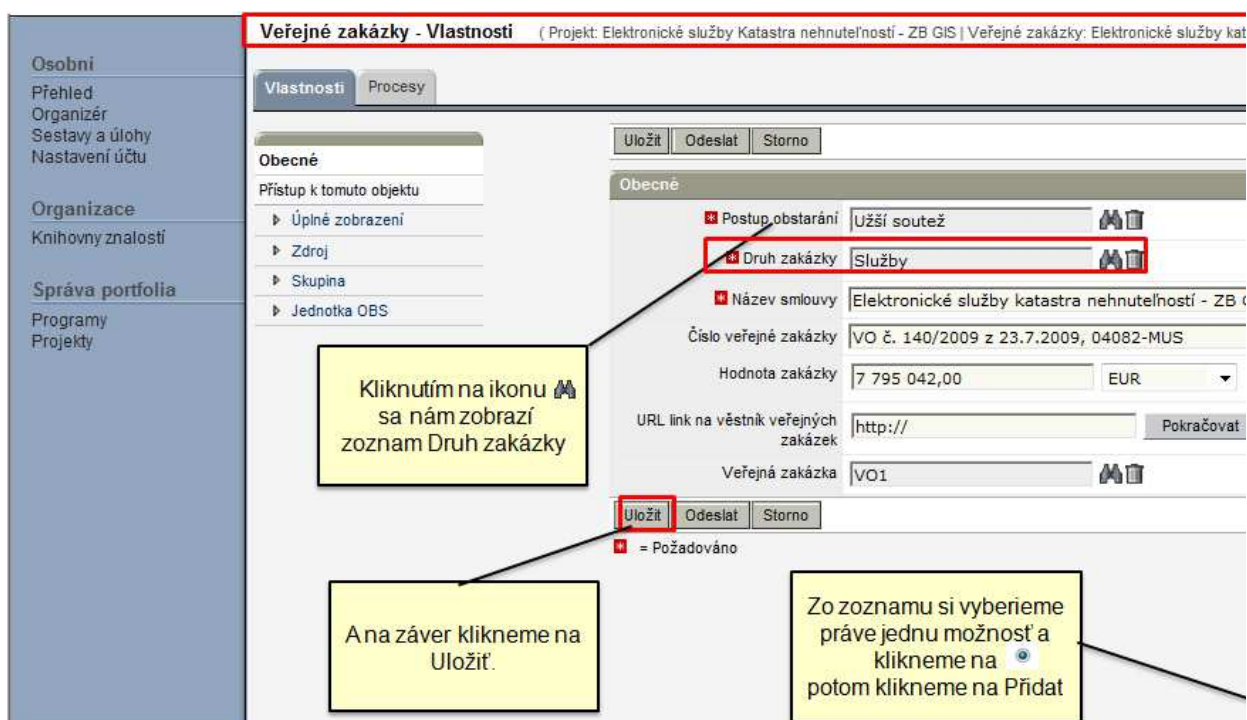 Veřejné zakázky - Vlastnosti ( Projekt: Elektronické služby Katastra nehnuteľností - ZB GIS | Veřejné zakázky: Elektronické služby kat
Osobní
Přehled
Organizér
Sestavy a úlohy
Nastavení účtu
Organizace
Knihovny znalostí
Správa portfolia
Programy
Projekty
Vlastnosti Procesy
Obecné
Přístup k tomuto objektu
Úplné zobrazení
Zdroj
Skupina
Jednotka OBS
Uložit Odeslat Storno
Obecné
Postup obstarání Užší soutež
Druh zakázky Služby
Název smlouvy Elektronické služby katastra nehnuteľností - ZB
Číslo veřejné zakázky VO č. 140/2009 z 23.7.2009, 04082-MUS
Hodnota zakázky 7 795 042,00 EUR
URL link na věstník veřejných
zakázek http:// Pokračovat
Veřejná zakázka VO1
Uložit Odeslat Storno
= Požadováno
Kliknutím na ikonu
sa nám zobrazí
zoznam Druh zakázky
A na záver klikneme na
Uložiť.
Zo zoznamu si vyberieme
práve jednu možnosť a
klikneme na
potom klikneme na Přidat